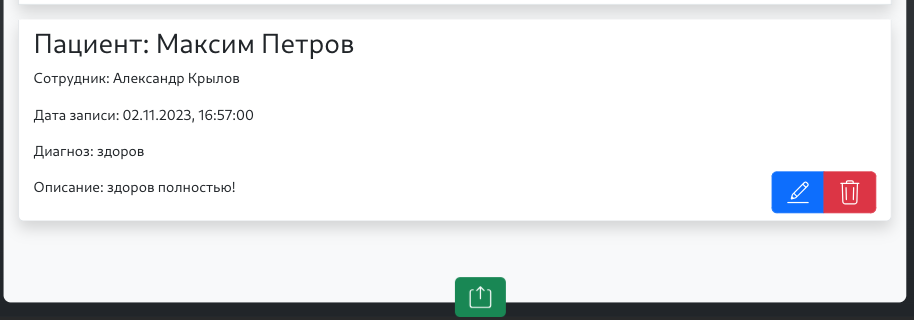 Пациент: Максим Петров
Сотрудник: Александр Крылов
Дата записи: 02.11.2023, 16:57:00
Диагноз: здоров
Описание: здоров полностью!